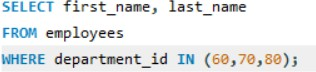 SELECT first_name, last_name
FROM employees
WHERE department_id IN (60,70,80);